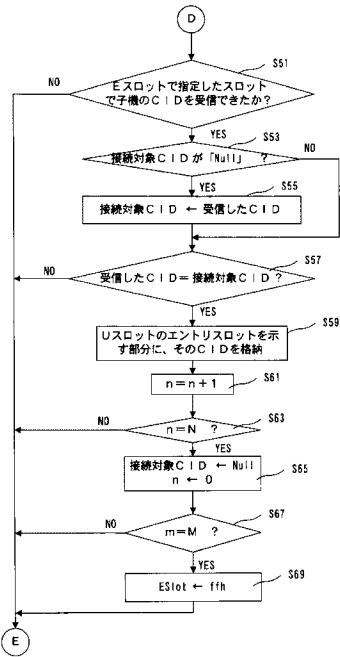 D
S51
Eスロットで指定したスロット
で子機のCIDを受信できたか?
NO
YES
S53
接続対象CIDが「Null」 ?
NO
YES
S55
接続対象CID ← 受信したCID
S57
受信したCID=接続対象CID?
NO
YES
S59
Uスロットのエントリスロットを示
す部分に、そのCIDを格納
S61
n=n+1
S63
n=N ?
NO
YES
S65
接続対象CID ← Null
n ← 0
S67
m=M ?
NO
YES
S69
ESlot ← ffh
E